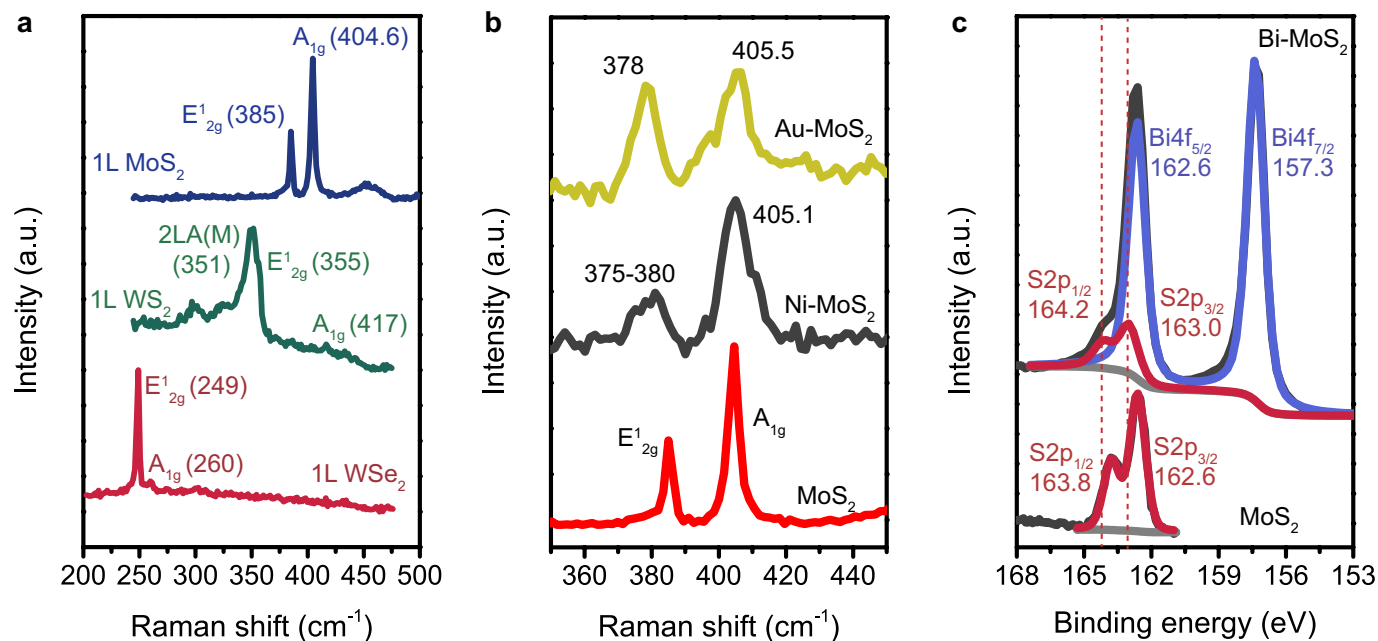 a
A₁g (404.6)
E¹₂g (385)
1L MoS₂
2LA(M)
(351)
E¹₂g (355)
1L WS₂
A₁g (417)
E¹₂g (249)
A₁g (260)
1L WSe₂
200 250 300 350 400 450 500
Raman shift (cm⁻¹)
Intensity (a.u.)
b
378
405.5
Au-MoS₂
405.1
375-380
Ni-MoS₂
E¹₂g
A₁g
MoS₂
350 375 400 425 450
Raman shift (cm⁻¹)
Intensity (a.u.)
c
Bi-MoS₂
Bi4f₅/₂
162.6
Bi4f₇/₂
157.3
S2p₁/₂
164.2
S2p₃/₂
163.0
S2p₁/₂
163.8
S2p₃/₂
162.6
MoS₂
168 165 162 159 156 153
Binding energy (eV)
Intensity (a.u.)